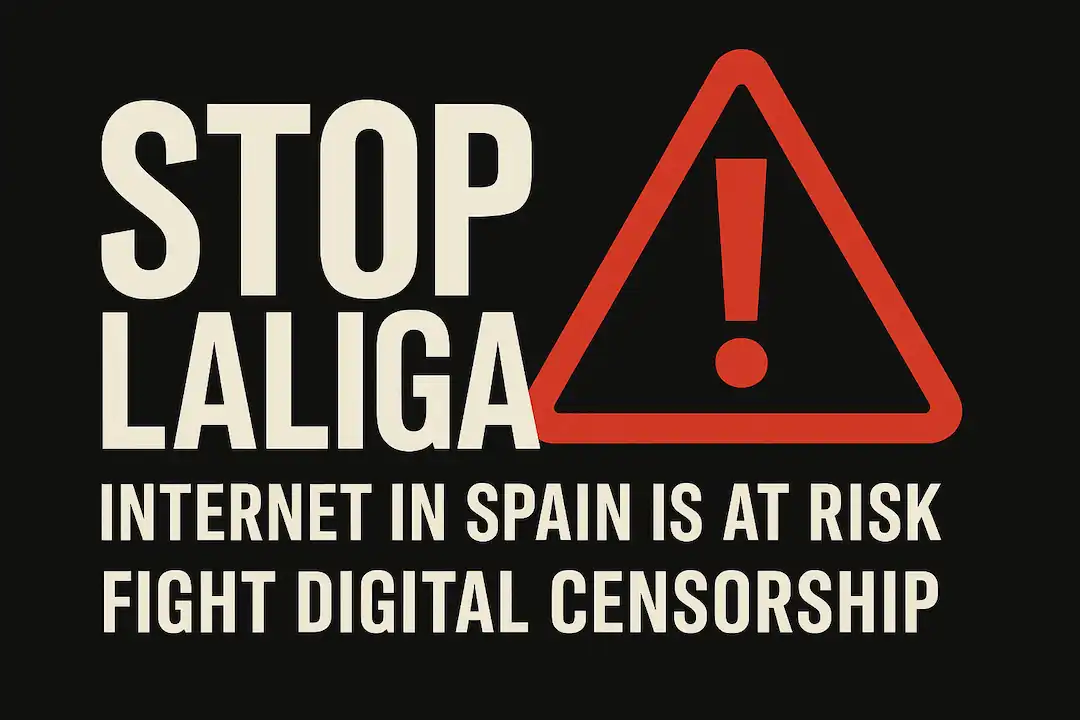 STOP
LALIGA
!
INTERNET IN SPAIN IS AT RISK
FIGHT DIGITAL CENSORSHIP